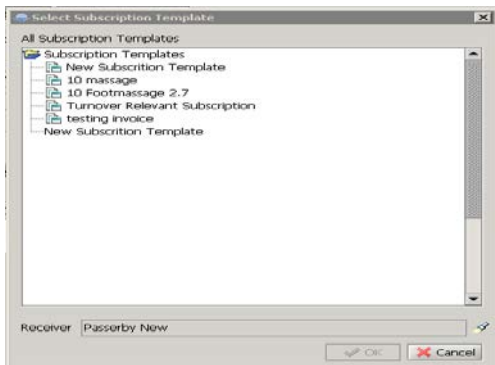 Select Subscription Template
All Subscription Templates
Subscription Templates
New Subscrition Template
10 massage
10 Footmassage 2.7
Turnover Relevant Subscription
testing invoice
New Subscrition Template
Receiver Passerby New
OK Cancel